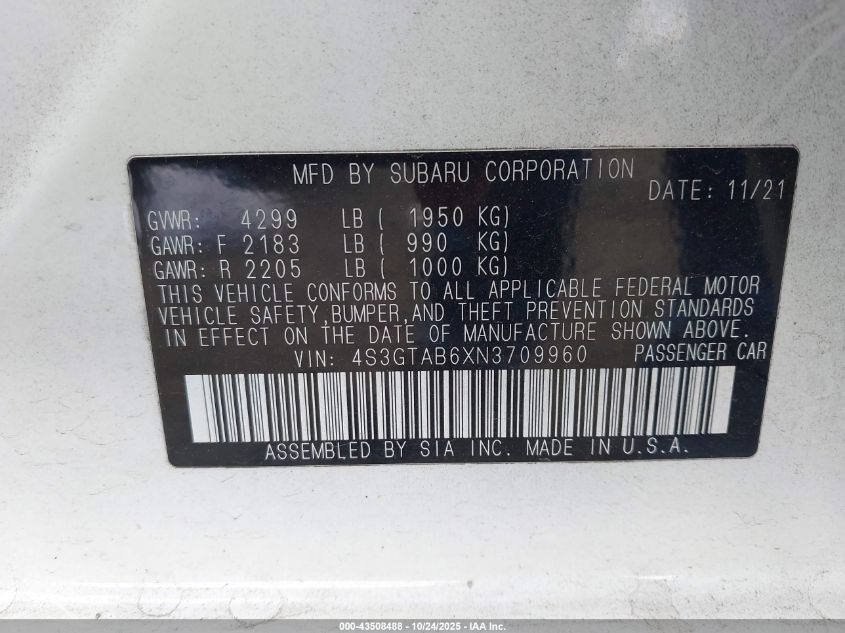 MFD BY SUBARU CORPORATION
DATE: 11/21
GVWR: 4299 LB ( 1950 KG)
GAWR: F 2183 LB ( 990 KG)
GAWR: R 2205 LB ( 1000 KG)
THIS VEHICLE CONFORMS TO ALL APPLICABLE FEDERAL MOTOR
VEHICLE SAFETY,BUMPER,AND THEFT PREVENTION STANDARDS
IN EFFECT ON THE DATE OF MANUFACTURE SHOWN ABOVE.
VIN: 4S3GTAB6XN3709960 PASSENGER CAR
ASSEMBLED BY SIA INC. MADE IN U.S.A.
000-43508488 - 10/24/2025 - IAA Inc.